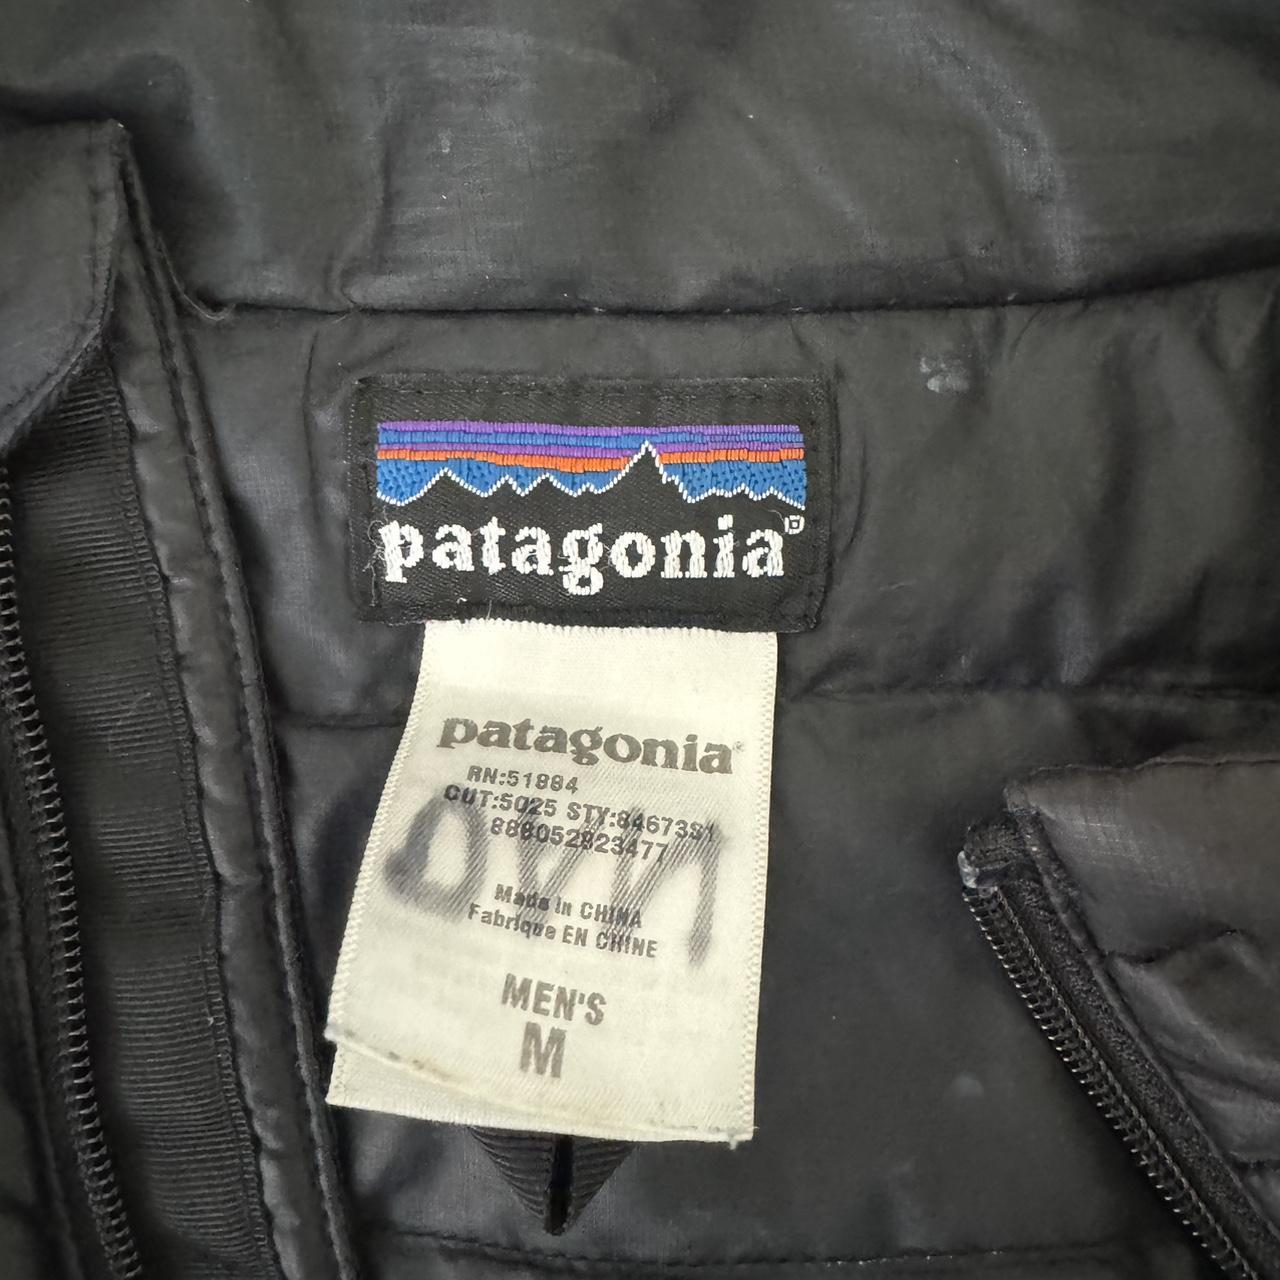 patagonia®
patagonia®
RN:51884
CUT:5025 STY:84673S1
888052823477
Made in CHINA
Fabrique EN CHINE
MEN'S
M